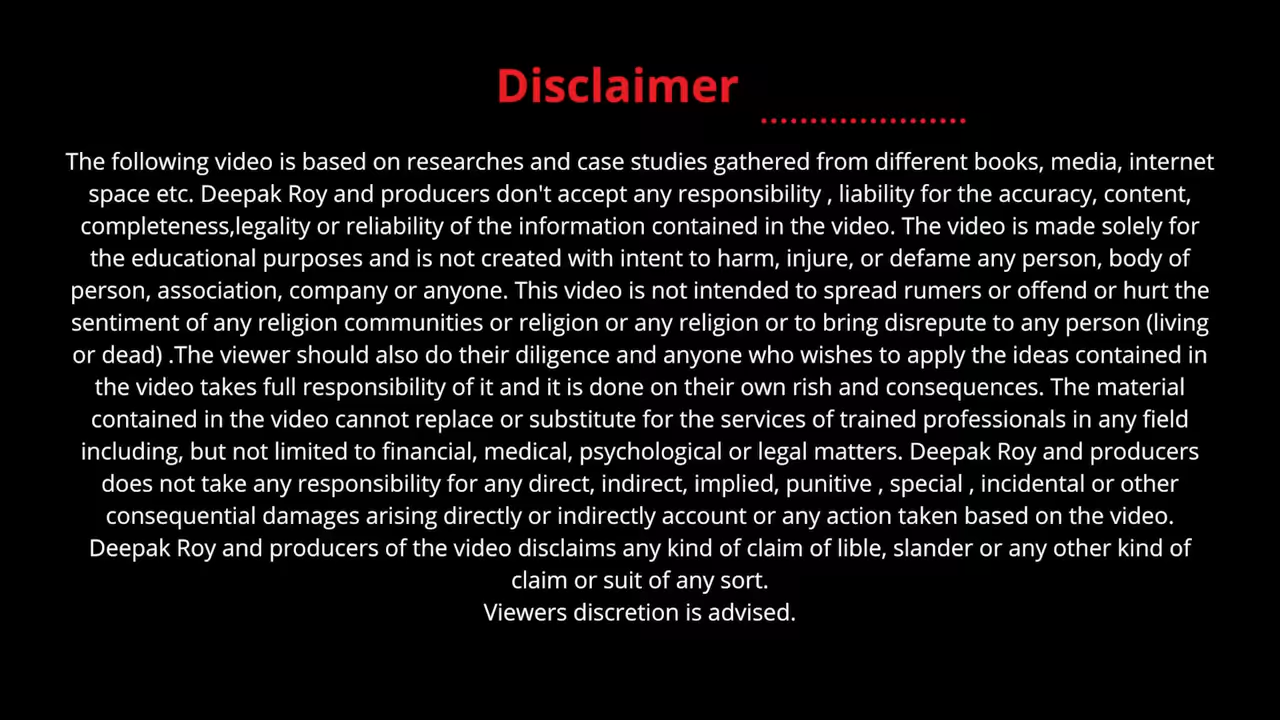 Disclaimer
The following video is based on researches and case studies gathered from different books, media, internet
space etc. Deepak Roy and producers don't accept any responsibility , liability for the accuracy, content,
completeness,legality or reliability of the information contained in the video. The video is made solely for
the educational purposes and is not created with intent to harm, injure, or defame any person, body of
person, association, company or anyone. This video is not intended to spread rumers or offend or hurt the
sentiment of any religion communities or religion or any religion or to bring disrepute to any person (living
or dead) .The viewer should also do their diligence and anyone who wishes to apply the ideas contained in
the video takes full responsibility of it and it is done on their own rish and consequences. The material
contained in the video cannot replace or substitute for the services of trained professionals in any field
including, but not limited to financial, medical, psychological or legal matters. Deepak Roy and producers
does not take any responsibility for any direct, indirect, implied, punitive , special , incidental or other
consequential damages arising directly or indirectly account or any action taken based on the video.
Deepak Roy and producers of the video disclaims any kind of claim of lible, slander or any other kind of
claim or suit of any sort.
Viewers discretion is advised.